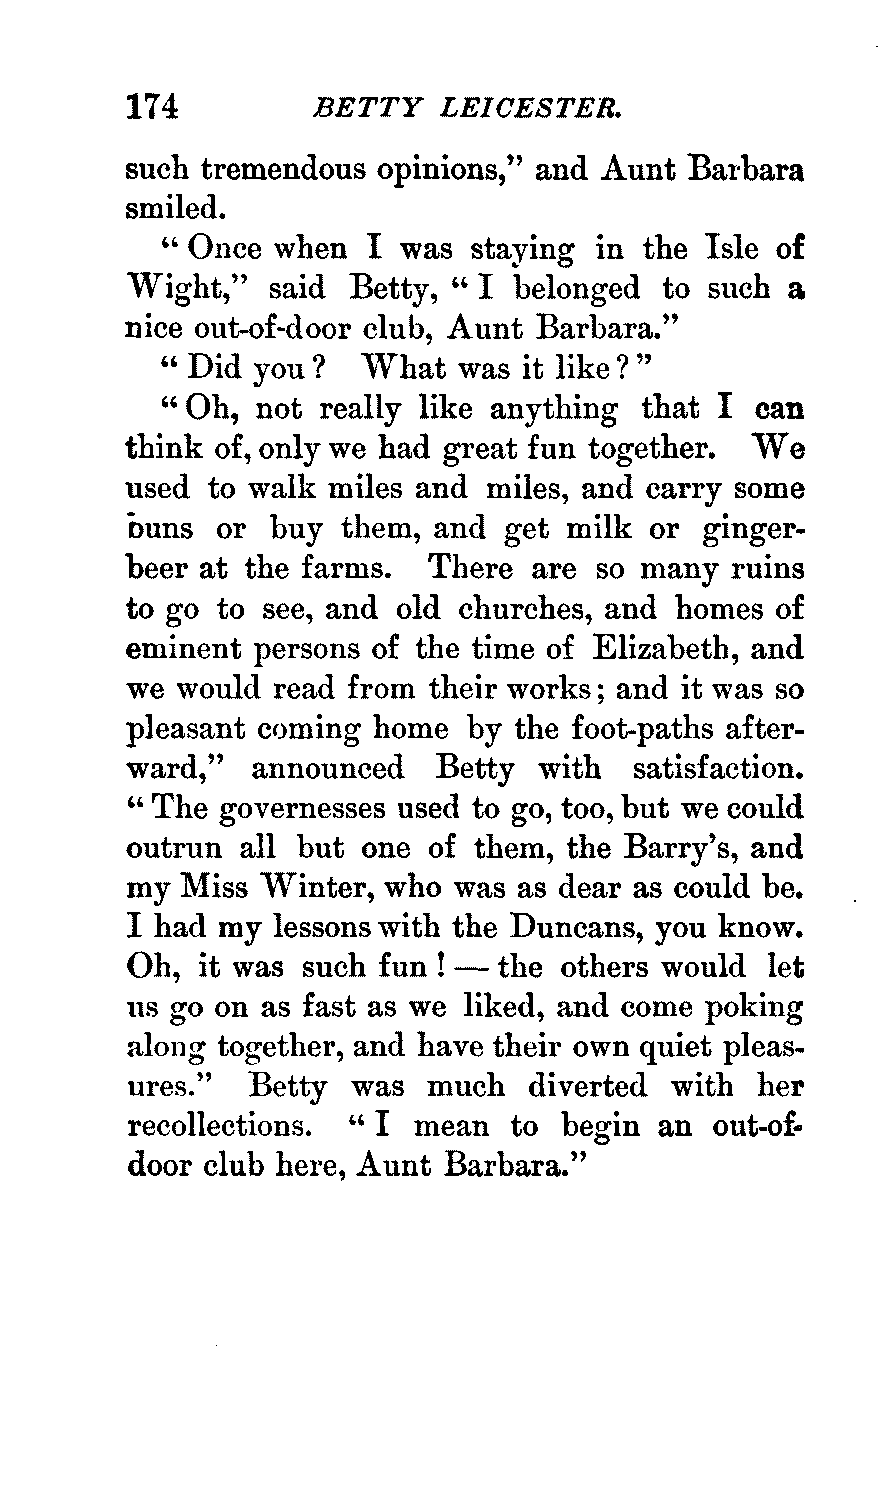 174 BETTY LEICESTER.
such tremendous opinions,” and Aunt Barbara
smiled.
“Once when I was staying in the Isle of
Wight,” said Betty, “I belonged to such a
nice out-of-door club, Aunt Barbara.”
“Did you? What was it like?”
“Oh, not really like anything that I can
think of, only we had great fun together. We
used to walk miles and miles, and carry some
buns or buy them, and get milk or ginger-
beer at the farms. There are so many ruins
to go to see, and old churches, and homes of
eminent persons of the time of Elizabeth, and
we would read from their works; and it was so
pleasant coming home by the foot-paths after-
ward,” announced Betty with satisfaction.
“The governesses used to go, too, but we could
outrun all but one of them, the Barry’s, and
my Miss Winter, who was as dear as could be.
I had my lessons with the Duncans, you know.
Oh, it was such fun! — the others would let
us go on as fast as we liked, and come poking
along together, and have their own quiet pleas-
ures.” Betty was much diverted with her
recollections. “I mean to begin an out-of-
door club here, Aunt Barbara.”